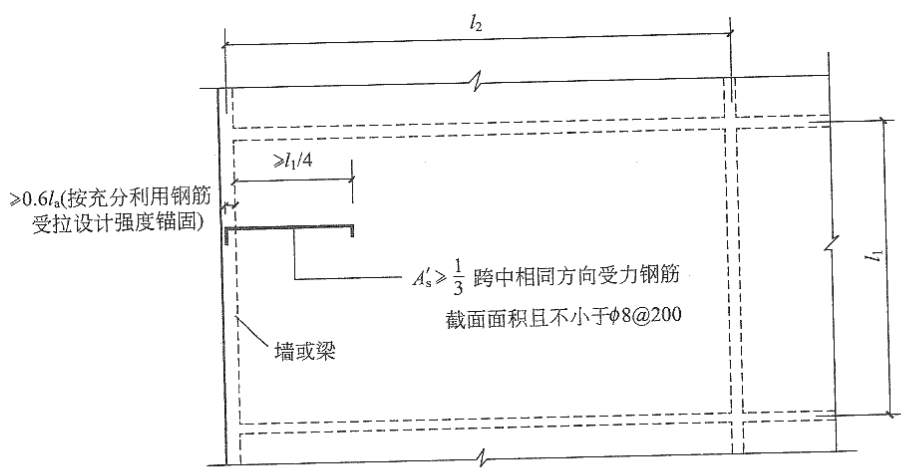 l₂
≥l₁/4
≥0.6lₐ(按充分利用钢筋
受拉设计强度锚固)
l₁
A′ₛ≥1/3 跨中相同方向受力钢筋
截面面积且不小于ϕ8@200
墙或梁